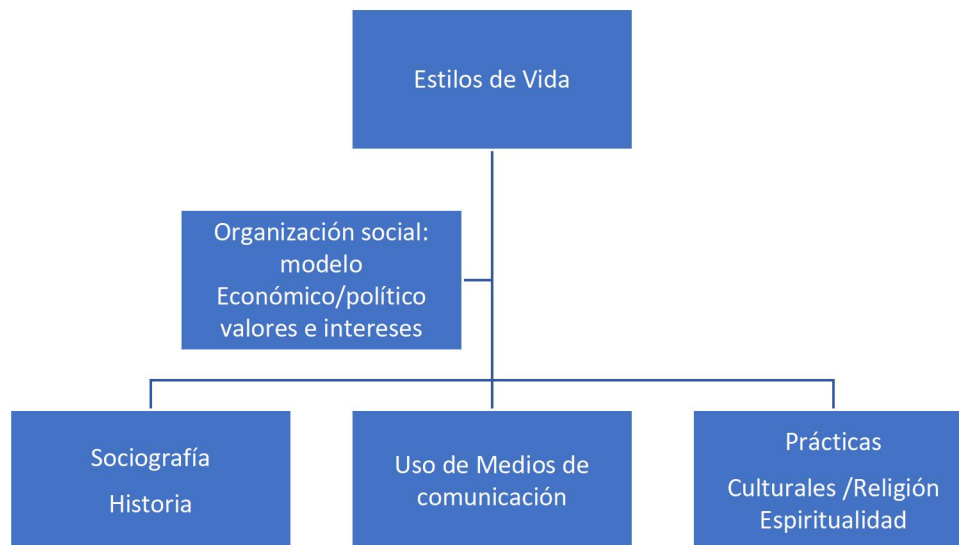 Estilos de Vida
Organización social:
modelo
Económico/político
valores e intereses
Sociografía
Historia
Uso de Medios de
comunicación
Prácticas
Culturales /Religión
Espiritualidad